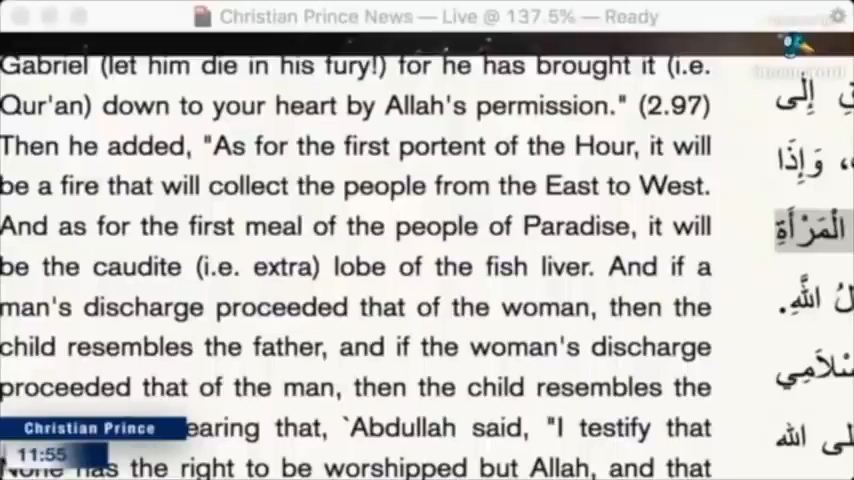 Christian Prince News — Live @ 137.5% — Ready
Gabriel (let him die in his fury!) for he has brought it (i.e.
Qur'an) down to your heart by Allah's permission." (2.97)
Then he added, "As for the first portent of the Hour, it will
be a fire that will collect the people from the East to West.
And as for the first meal of the people of Paradise, it will
be the caudite (i.e. extra) lobe of the fish liver. And if a
man's discharge proceeded that of the woman, then the
child resembles the father, and if the woman's discharge
proceeded that of the man, then the child resembles the
earing that, `Abdullah said, "I testify that
None has the right to be worshipped but Allah, and that
إِلَى
وَإِذَا
الْمَرْأَةِ
اللَّهِ.
الله
Christian Prince
11:55